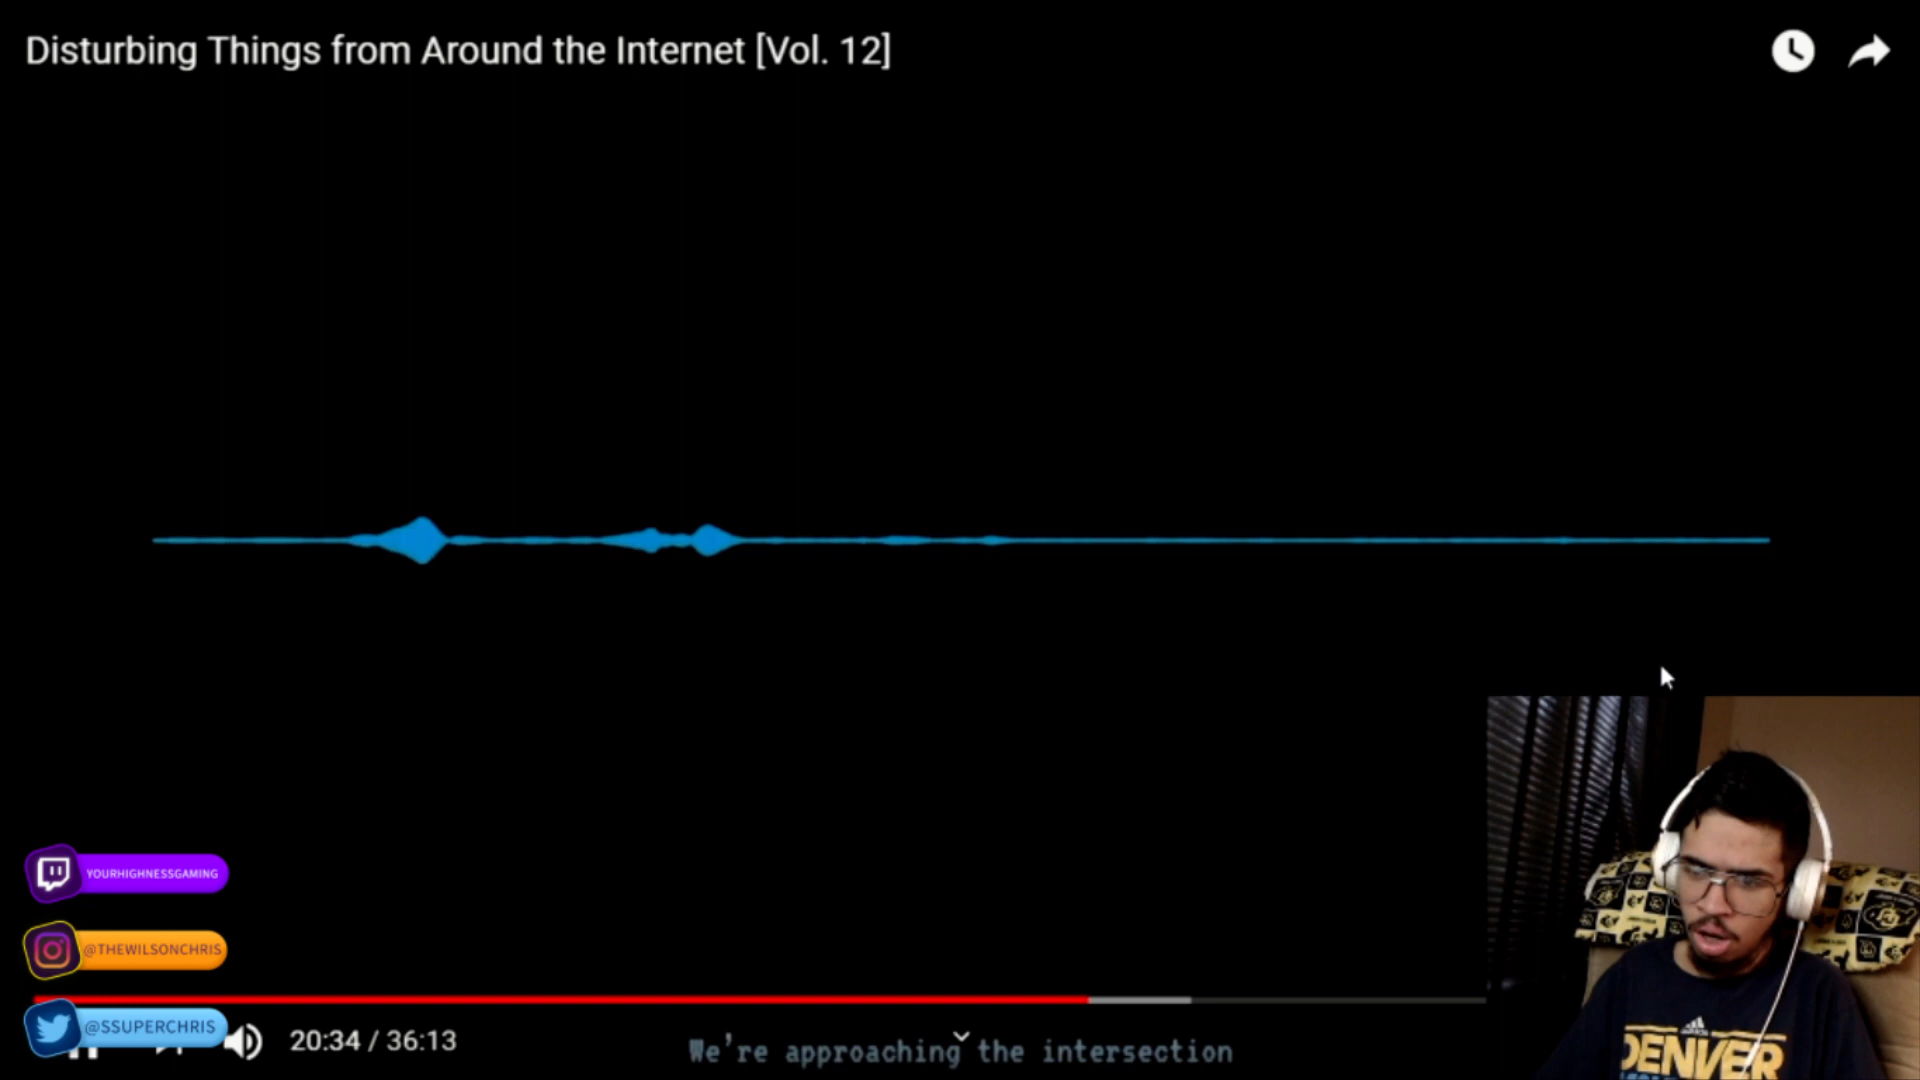 Disturbing Things from Around the Internet [Vol. 12]
YOURHIGHNESSGAMING
@THEWILSONCHRIS
@SSUPERCHRIS
20:34 / 36:13
We're approaching the intersection
adidas
DENVER